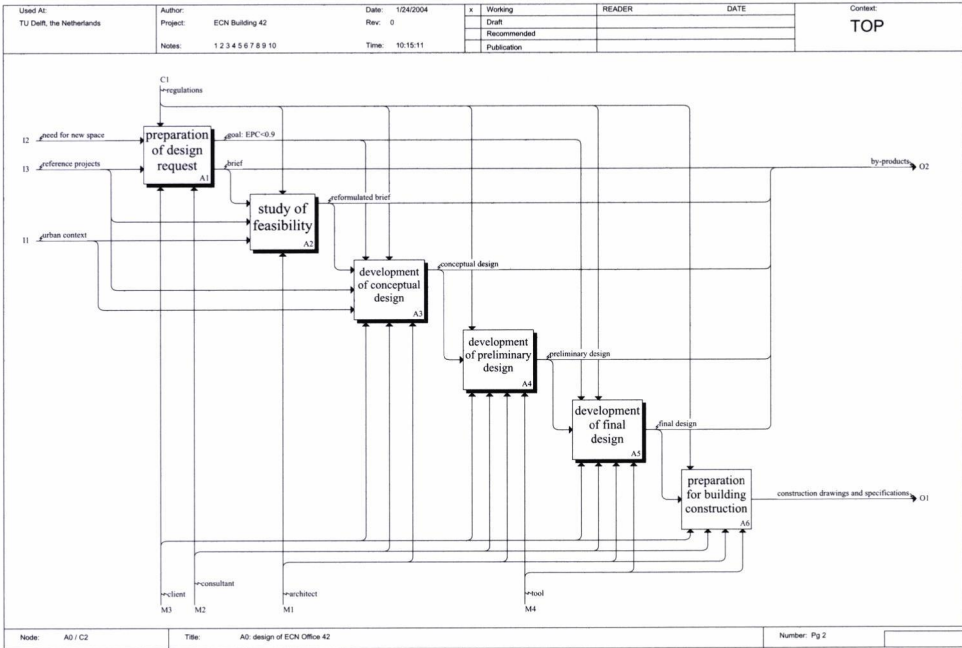 Used At:
TU Delft, the Netherlands
Author:
Project: ECN Building 42
Notes: 1 2 3 4 5 6 7 8 9 10
Date: 1/24/2004
Rev: 0
Time: 10:15:11
x Working
Draft
Recommended
Publication
READER DATE
Context:
TOP
C1
regulations
I2 need for new space
I3 reference projects
I1 urban context
preparation
of design
request
A1
goal: EPC<0.9
brief
by-products
O2
study of
feasibility
A2
reformulated brief
development
of conceptual
design
A3
conceptual design
development
of preliminary
design
A4
preliminary design
development
of final
design
A5
final design
preparation
for building
construction
A6
construction drawings and specifications
O1
client
M3
consultant
M2
architect
M1
tool
M4
Node: A0 / C2
Title: A0: design of ECN Office 42
Number: Pg 2